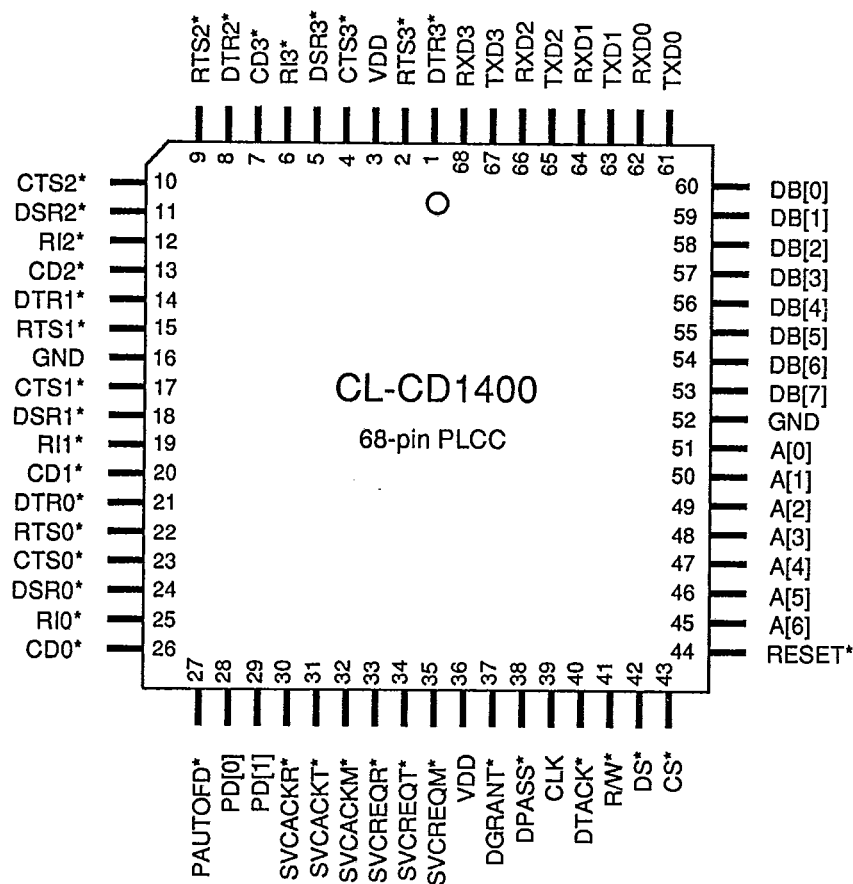 RTS2*
DTR2*
CD3*
RI3*
DSR3*
CTS3*
VDD
RTS3*
DTR3*
RXD3
TXD3
RXD2
TXD2
RXD1
TXD1
RXD0
TXD0
9 8 7 6 5 4 3 2 1 68 67 66 65 64 63 62 61
CTS2* 10
DSR2* 11
RI2* 12
CD2* 13
DTR1* 14
RTS1* 15
GND 16
CTS1* 17
DSR1* 18
RI1* 19
CD1* 20
DTR0* 21
RTS0* 22
CTS0* 23
DSR0* 24
RI0* 25
CD0* 26
CL-CD1400
68-pin PLCC
60 DB[0]
59 DB[1]
58 DB[2]
57 DB[3]
56 DB[4]
55 DB[5]
54 DB[6]
53 DB[7]
52 GND
51 A[0]
50 A[1]
49 A[2]
48 A[3]
47 A[4]
46 A[5]
45 A[6]
44 RESET*
27 28 29 30 31 32 33 34 35 36 37 38 39 40 41 42 43
PAUTOFD*
PD[0]
PD[1]
SVCACKR*
SVCACKT*
SVCACKM*
SVCREQR*
SVCREQT*
SVCREQM*
VDD
DGRANT*
DPASS*
CLK
DTACK*
R/W*
DS*
CS*